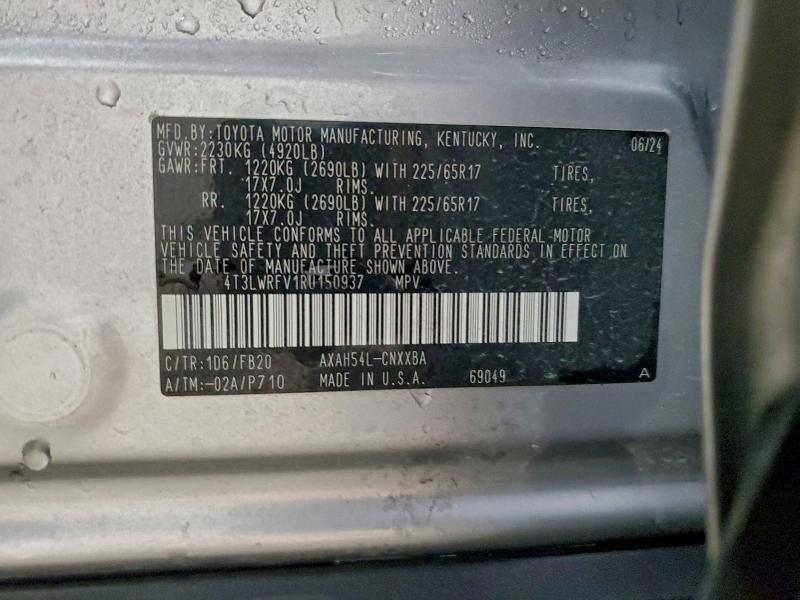 MFD.BY:TOYOTA MOTOR MANUFACTURING, KENTUCKY, INC. 06/24
GVWR:2230KG (4920LB)
GAWR:FRT. 1220KG (2690LB) WITH 225/65R17 TIRES,
17X7.0J RIMS.
RR. 1220KG (2690LB) WITH 225/65R17 TIRES,
17X7.0J RIMS.
THIS VEHICLE CONFORMS TO ALL APPLICABLE FEDERAL MOTOR
VEHICLE SAFETY AND THEFT PREVENTION STANDARDS IN EFFECT ON
THE DATE OF MANUFACTURE SHOWN ABOVE.
4T3LWRFV1RU150937 MPV
C/TR:1D6/FB20 AXAH54L-CNXXBA
A/TM:-02A/P710 MADE IN U.S.A. 69049 A